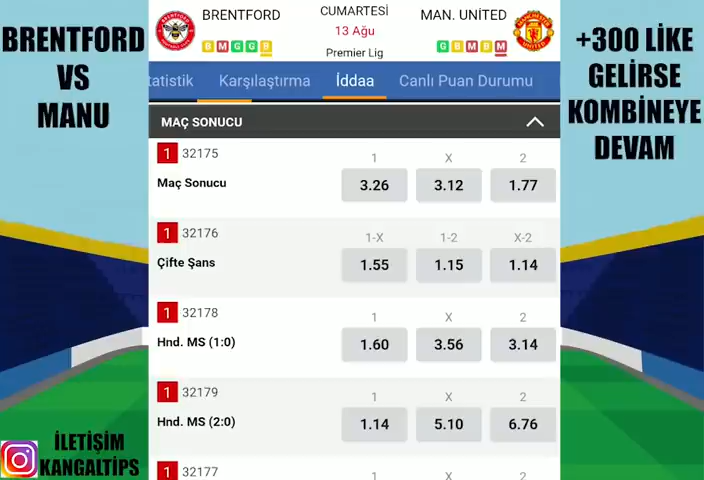 BRENTFORD
VS
MANU
BRENTFORD
B M G G B
CUMARTESİ
13 Ağu
Premier Lig
MAN. UNİTED
G B M B M
+300 LİKE
GELİRSE
KOMBİNEYE
DEVAM
tatistik Karşılaştırma İddaa Canlı Puan Durumu
MAÇ SONUCU
1 32175
1 X 2
Maç Sonucu 3.26 3.12 1.77
1 32176
1-X 1-2 X-2
Çifte Şans 1.55 1.15 1.14
1 32178
1 X 2
Hnd. MS (1:0) 1.60 3.56 3.14
1 32179
1 X 2
Hnd. MS (2:0) 1.14 5.10 6.76
1 32177
1 X 2
İLETİŞİM
KANGALTİPS